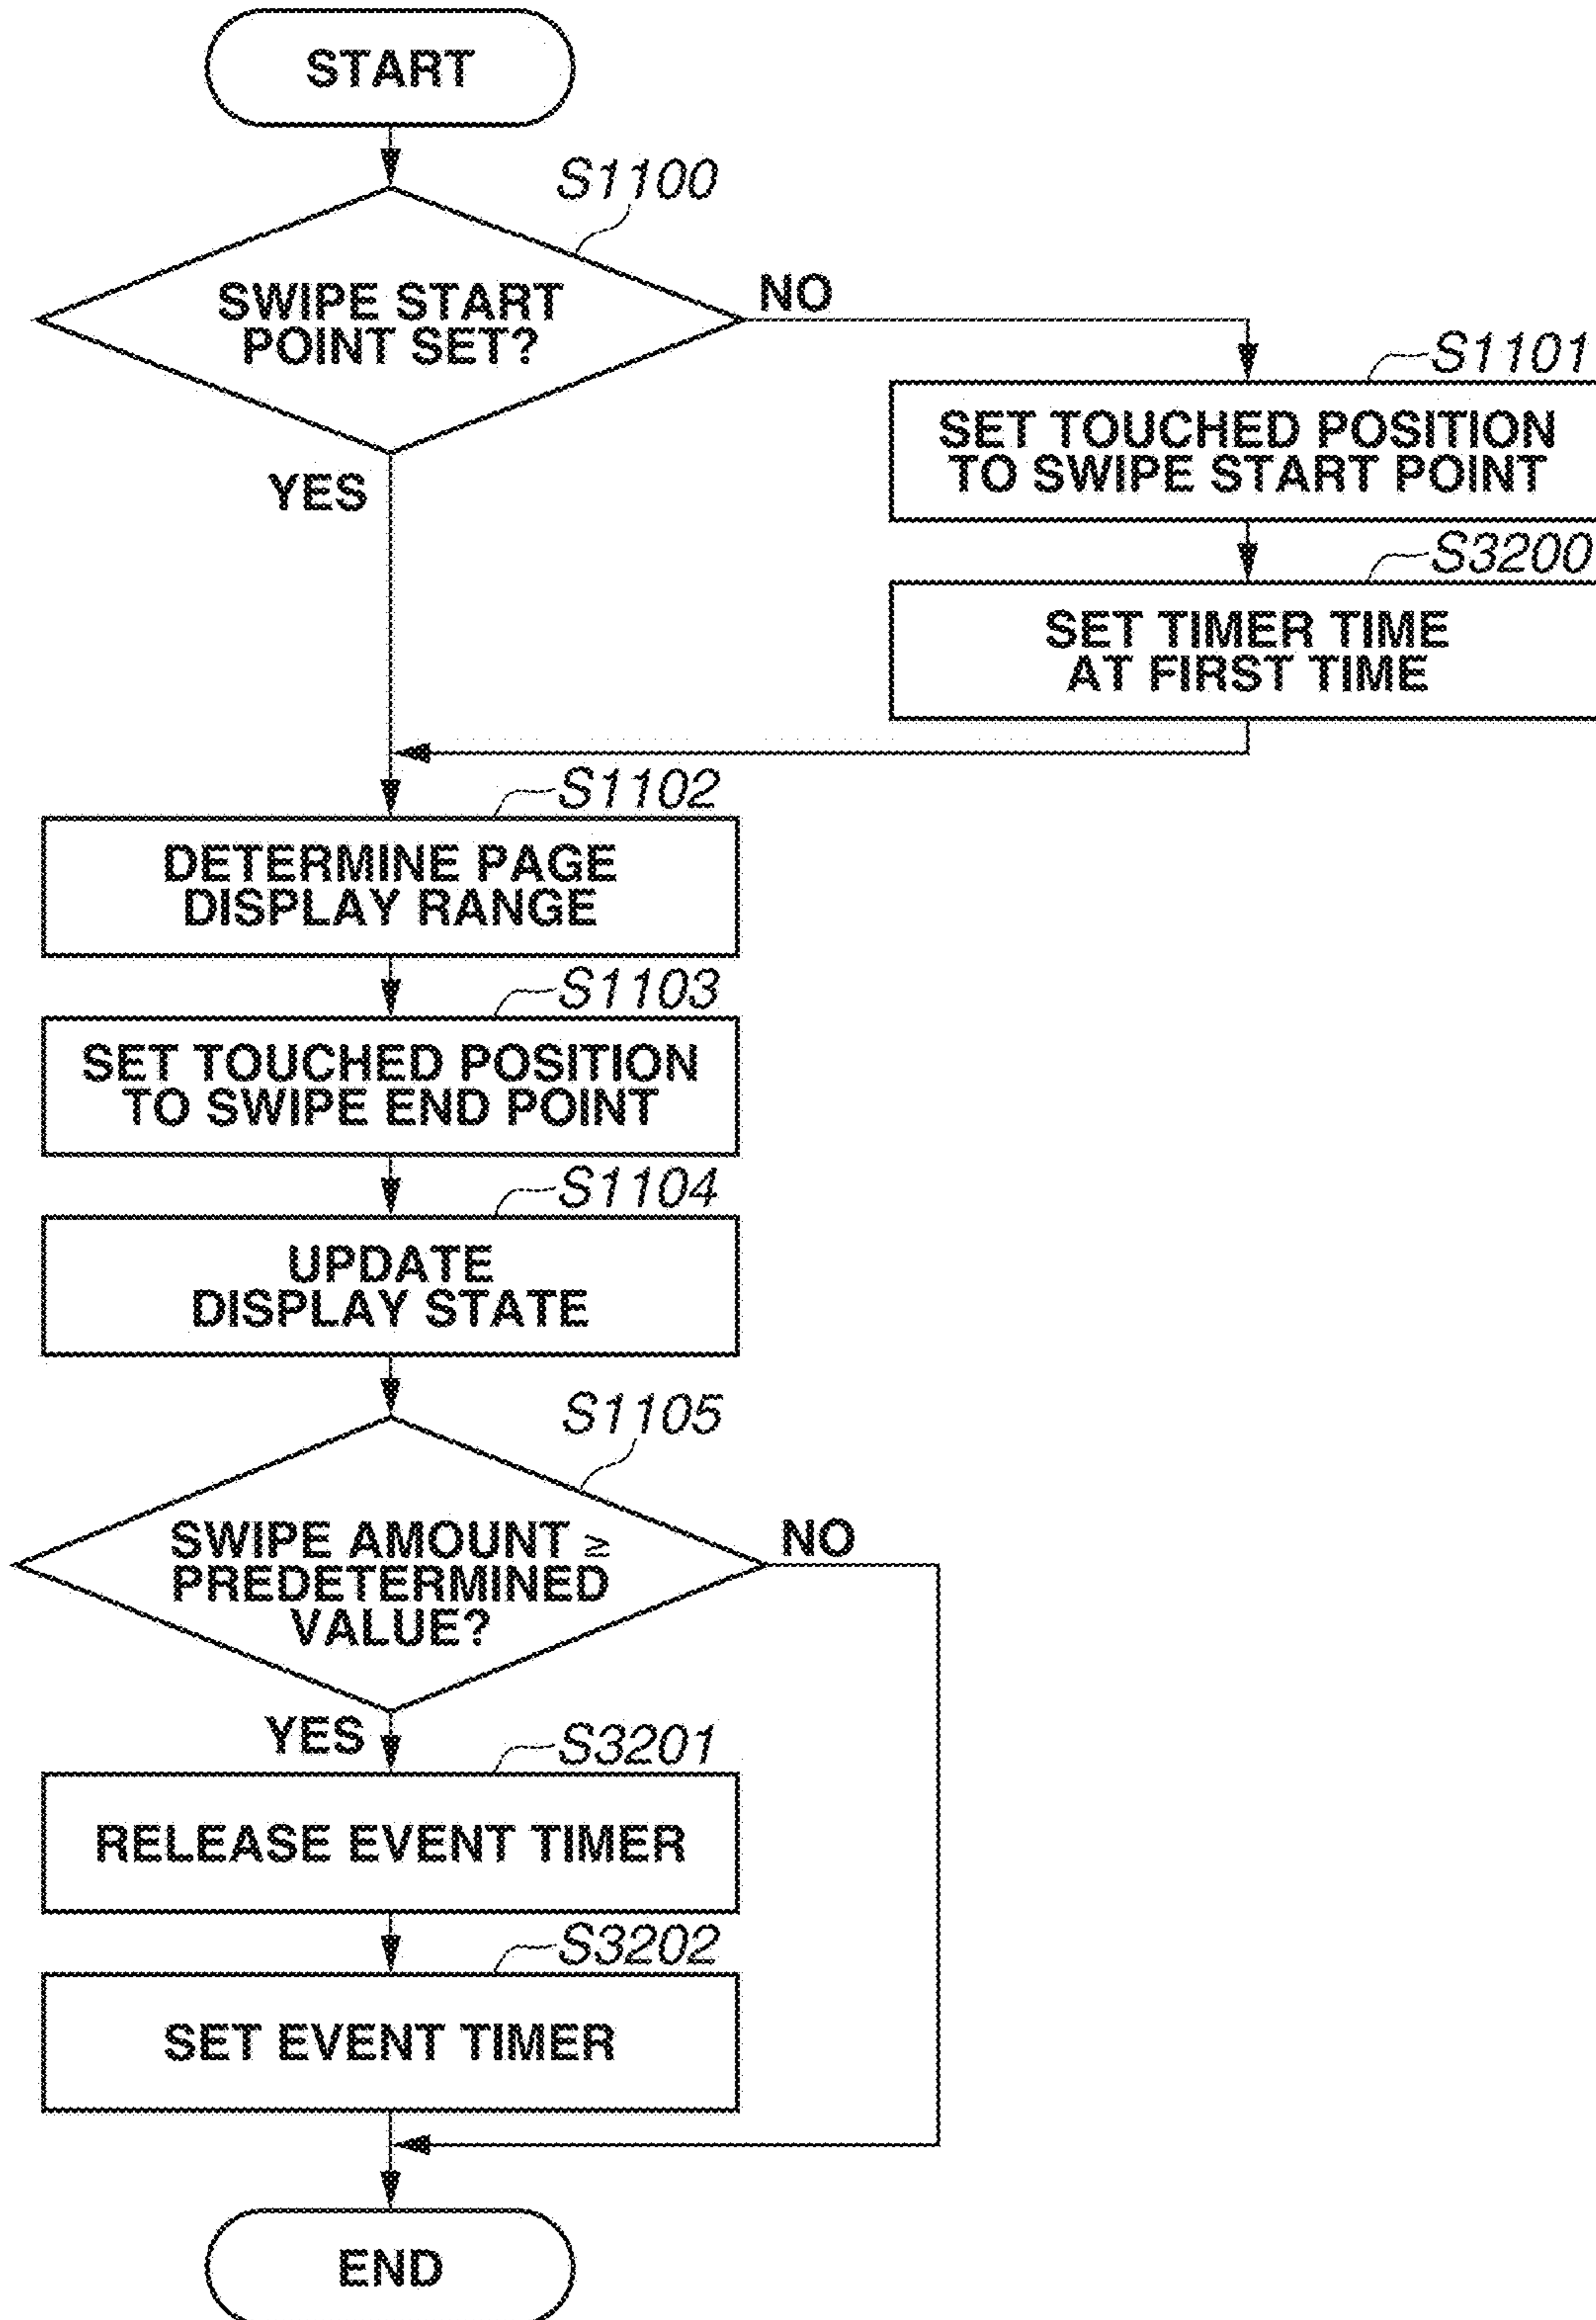 START
S1100
SWIPE START
POINT SET?
NO
S1101
SET TOUCHED POSITION
TO SWIPE START POINT
YES
S3200
SET TIMER TIME
AT FIRST TIME
S1102
DETERMINE PAGE
DISPLAY RANGE
S1103
SET TOUCHED POSITION
TO SWIPE END POINT
S1104
UPDATE
DISPLAY STATE
S1105
SWIPE AMOUNT ≥
PREDETERMINED
VALUE?
NO
YES
S3201
RELEASE EVENT TIMER
S3202
SET EVENT TIMER
END